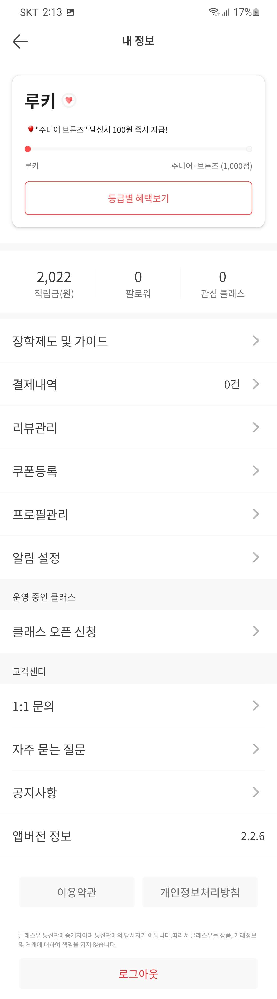 SKT 2:13 17%
내 정보
루키
"주니어 브론즈" 달성시 100원 즉시 지급!
루키 주니어·브론즈 (1,000점)
등급별 혜택보기
2,022 0 0
적립금(원) 팔로워 관심 클래스
장학제도 및 가이드
결제내역 0건
리뷰관리
쿠폰등록
프로필관리
알림 설정
운영 중인 클래스
클래스 오픈 신청
고객센터
1:1 문의
자주 묻는 질문
공지사항
앱버전 정보 2.2.6
이용약관 개인정보처리방침
클래스유 통신판매중개자이며 통신판매의 당사자가 아닙니다.따라서 클래스유는 상품, 거래정보
및 거래에 대하여 책임을 지지 않습니다.
로그아웃